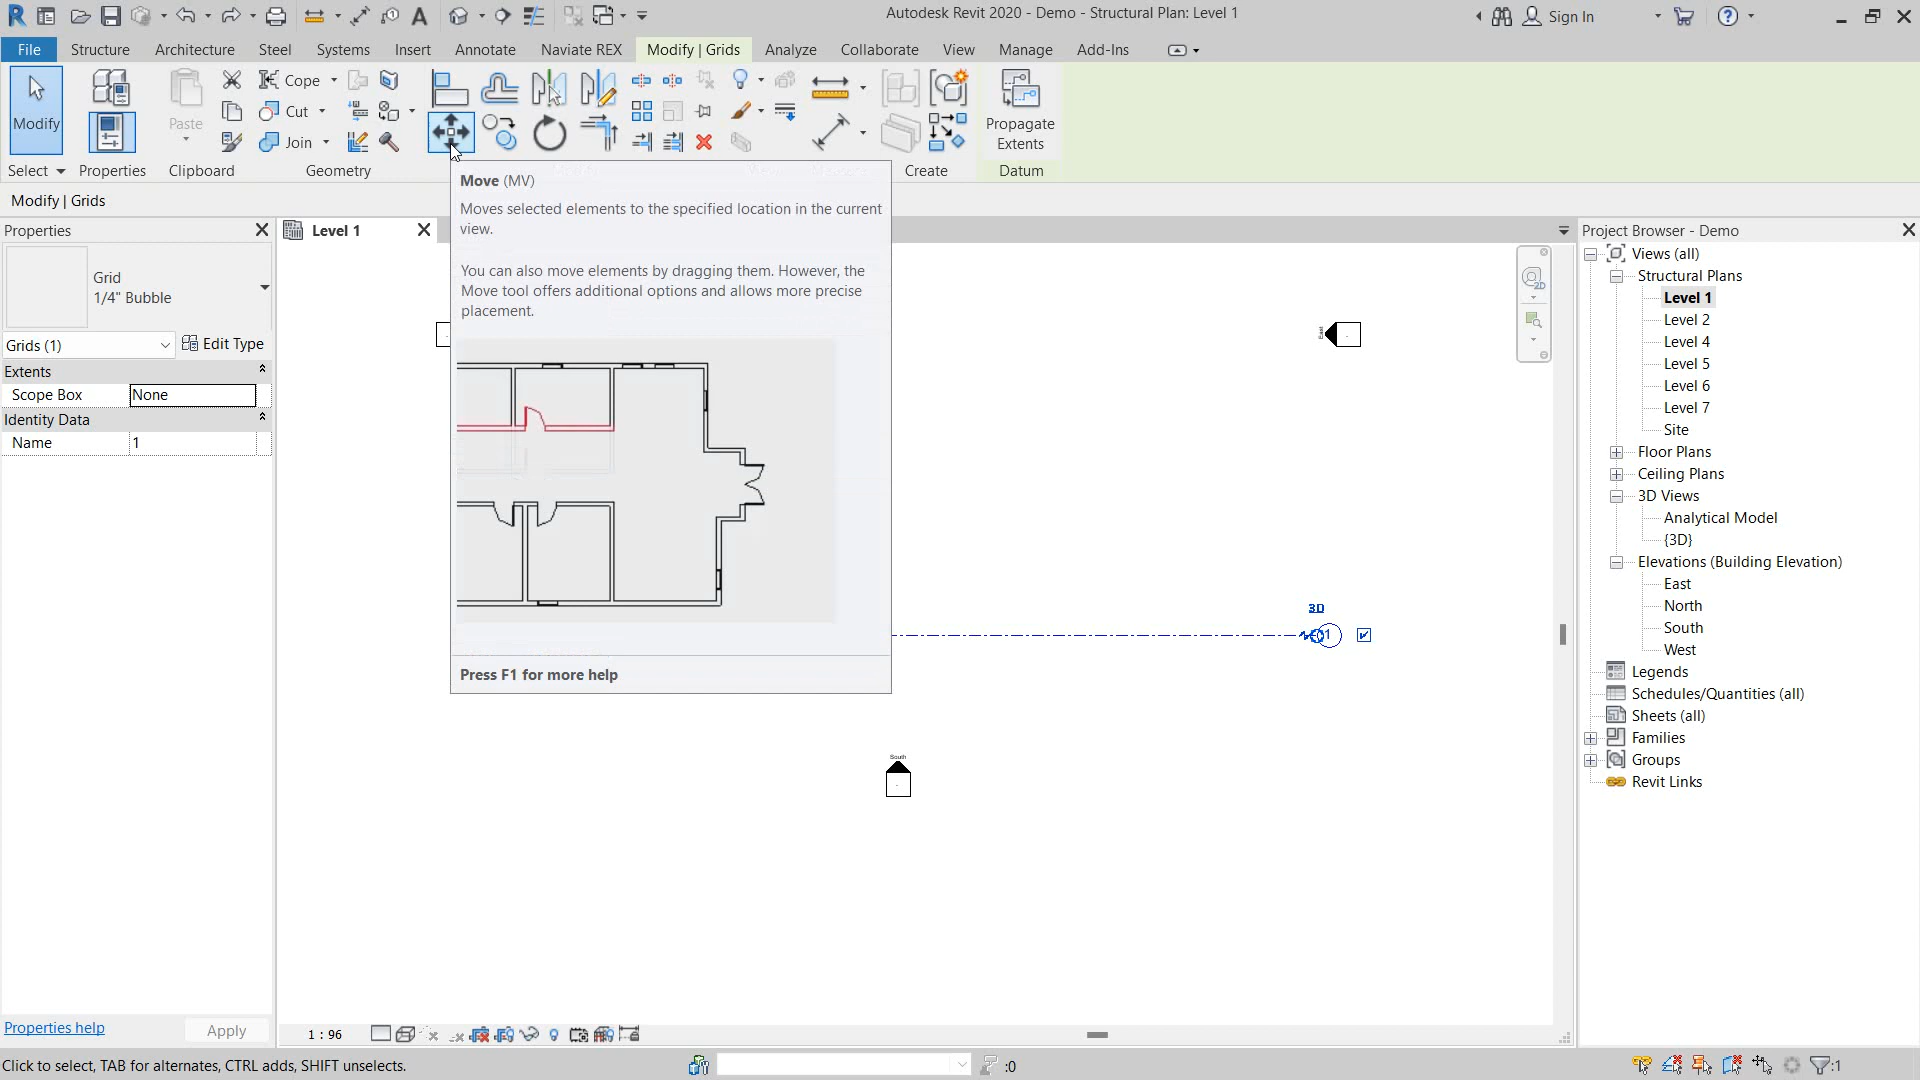 Autodesk Revit 2020 - Demo - Structural Plan: Level 1
Sign In
File
Structure
Architecture
Steel
Systems
Insert
Annotate
Naviate REX
Modify | Grids
Analyze
Collaborate
View
Manage
Add-Ins
Modify
Paste
Cope
Cut
Join
Propagate
Extents
Select
Properties
Clipboard
Geometry
Create
Datum
Modify | Grids
Properties
Grid
1/4" Bubble
Grids (1)
Edit Type
Extents
Scope Box
None
Identity Data
Name
1
Properties help
Apply
Level 1
Move (MV)
Moves selected elements to the specified location in the current
view.
You can also move elements by dragging them. However, the
Move tool offers additional options and allows more precise
placement.
Press F1 for more help
East
3D
1
South
2D
Project Browser - Demo
Views (all)
Structural Plans
Level 1
Level 2
Level 4
Level 5
Level 6
Level 7
Site
Floor Plans
Ceiling Plans
3D Views
Analytical Model
{3D}
Elevations (Building Elevation)
East
North
South
West
Legends
Schedules/Quantities (all)
Sheets (all)
Families
Groups
Revit Links
1 : 96
Click to select, TAB for alternates, CTRL adds, SHIFT unselects.
:0
:1